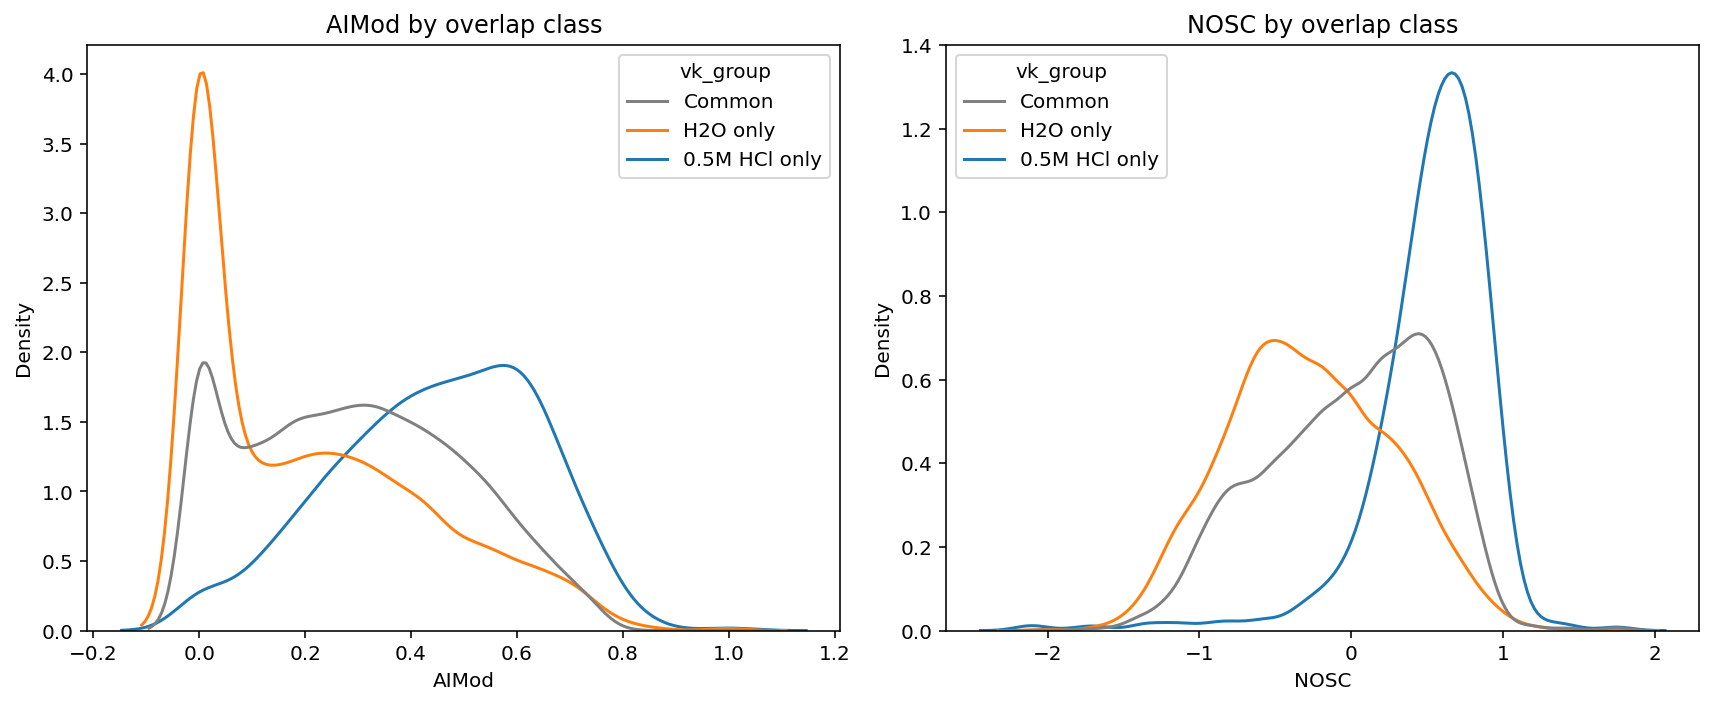 AIMod by overlap class
vk_group
Common
H2O only
0.5M HCl only
Density
4.0
3.5
3.0
2.5
2.0
1.5
1.0
0.5
0.0
−0.2 0.0 0.2 0.4 0.6 0.8 1.0 1.2
AIMod
NOSC by overlap class
vk_group
Common
H2O only
0.5M HCl only
Density
1.4
1.2
1.0
0.8
0.6
0.4
0.2
0.0
−2 −1 0 1 2
NOSC